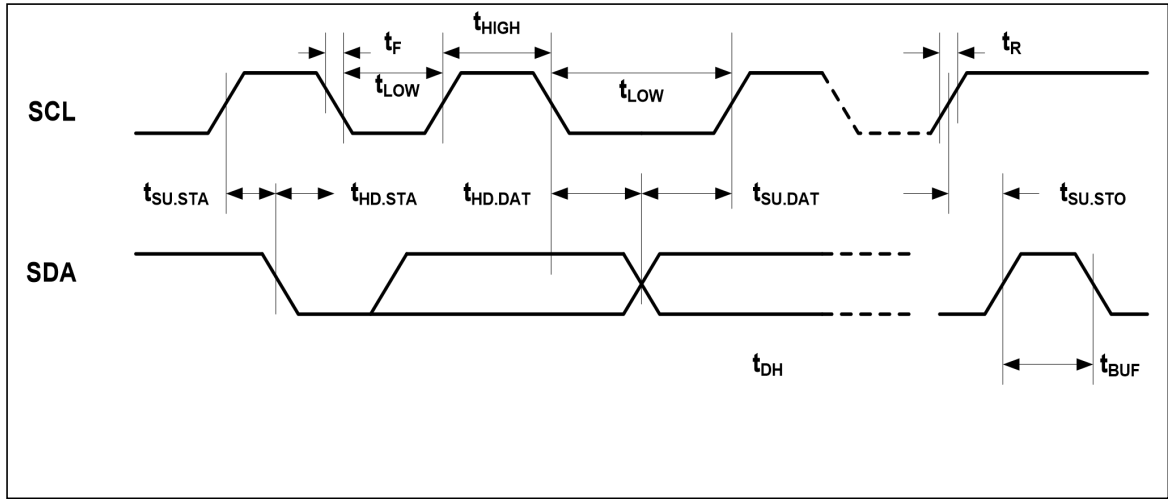 tHIGH
tF
tR
tLOW
tLOW
SCL
tSU.STA
tHD.STA
tHD.DAT
tSU.DAT
tSU.STO
SDA
tDH
tBUF